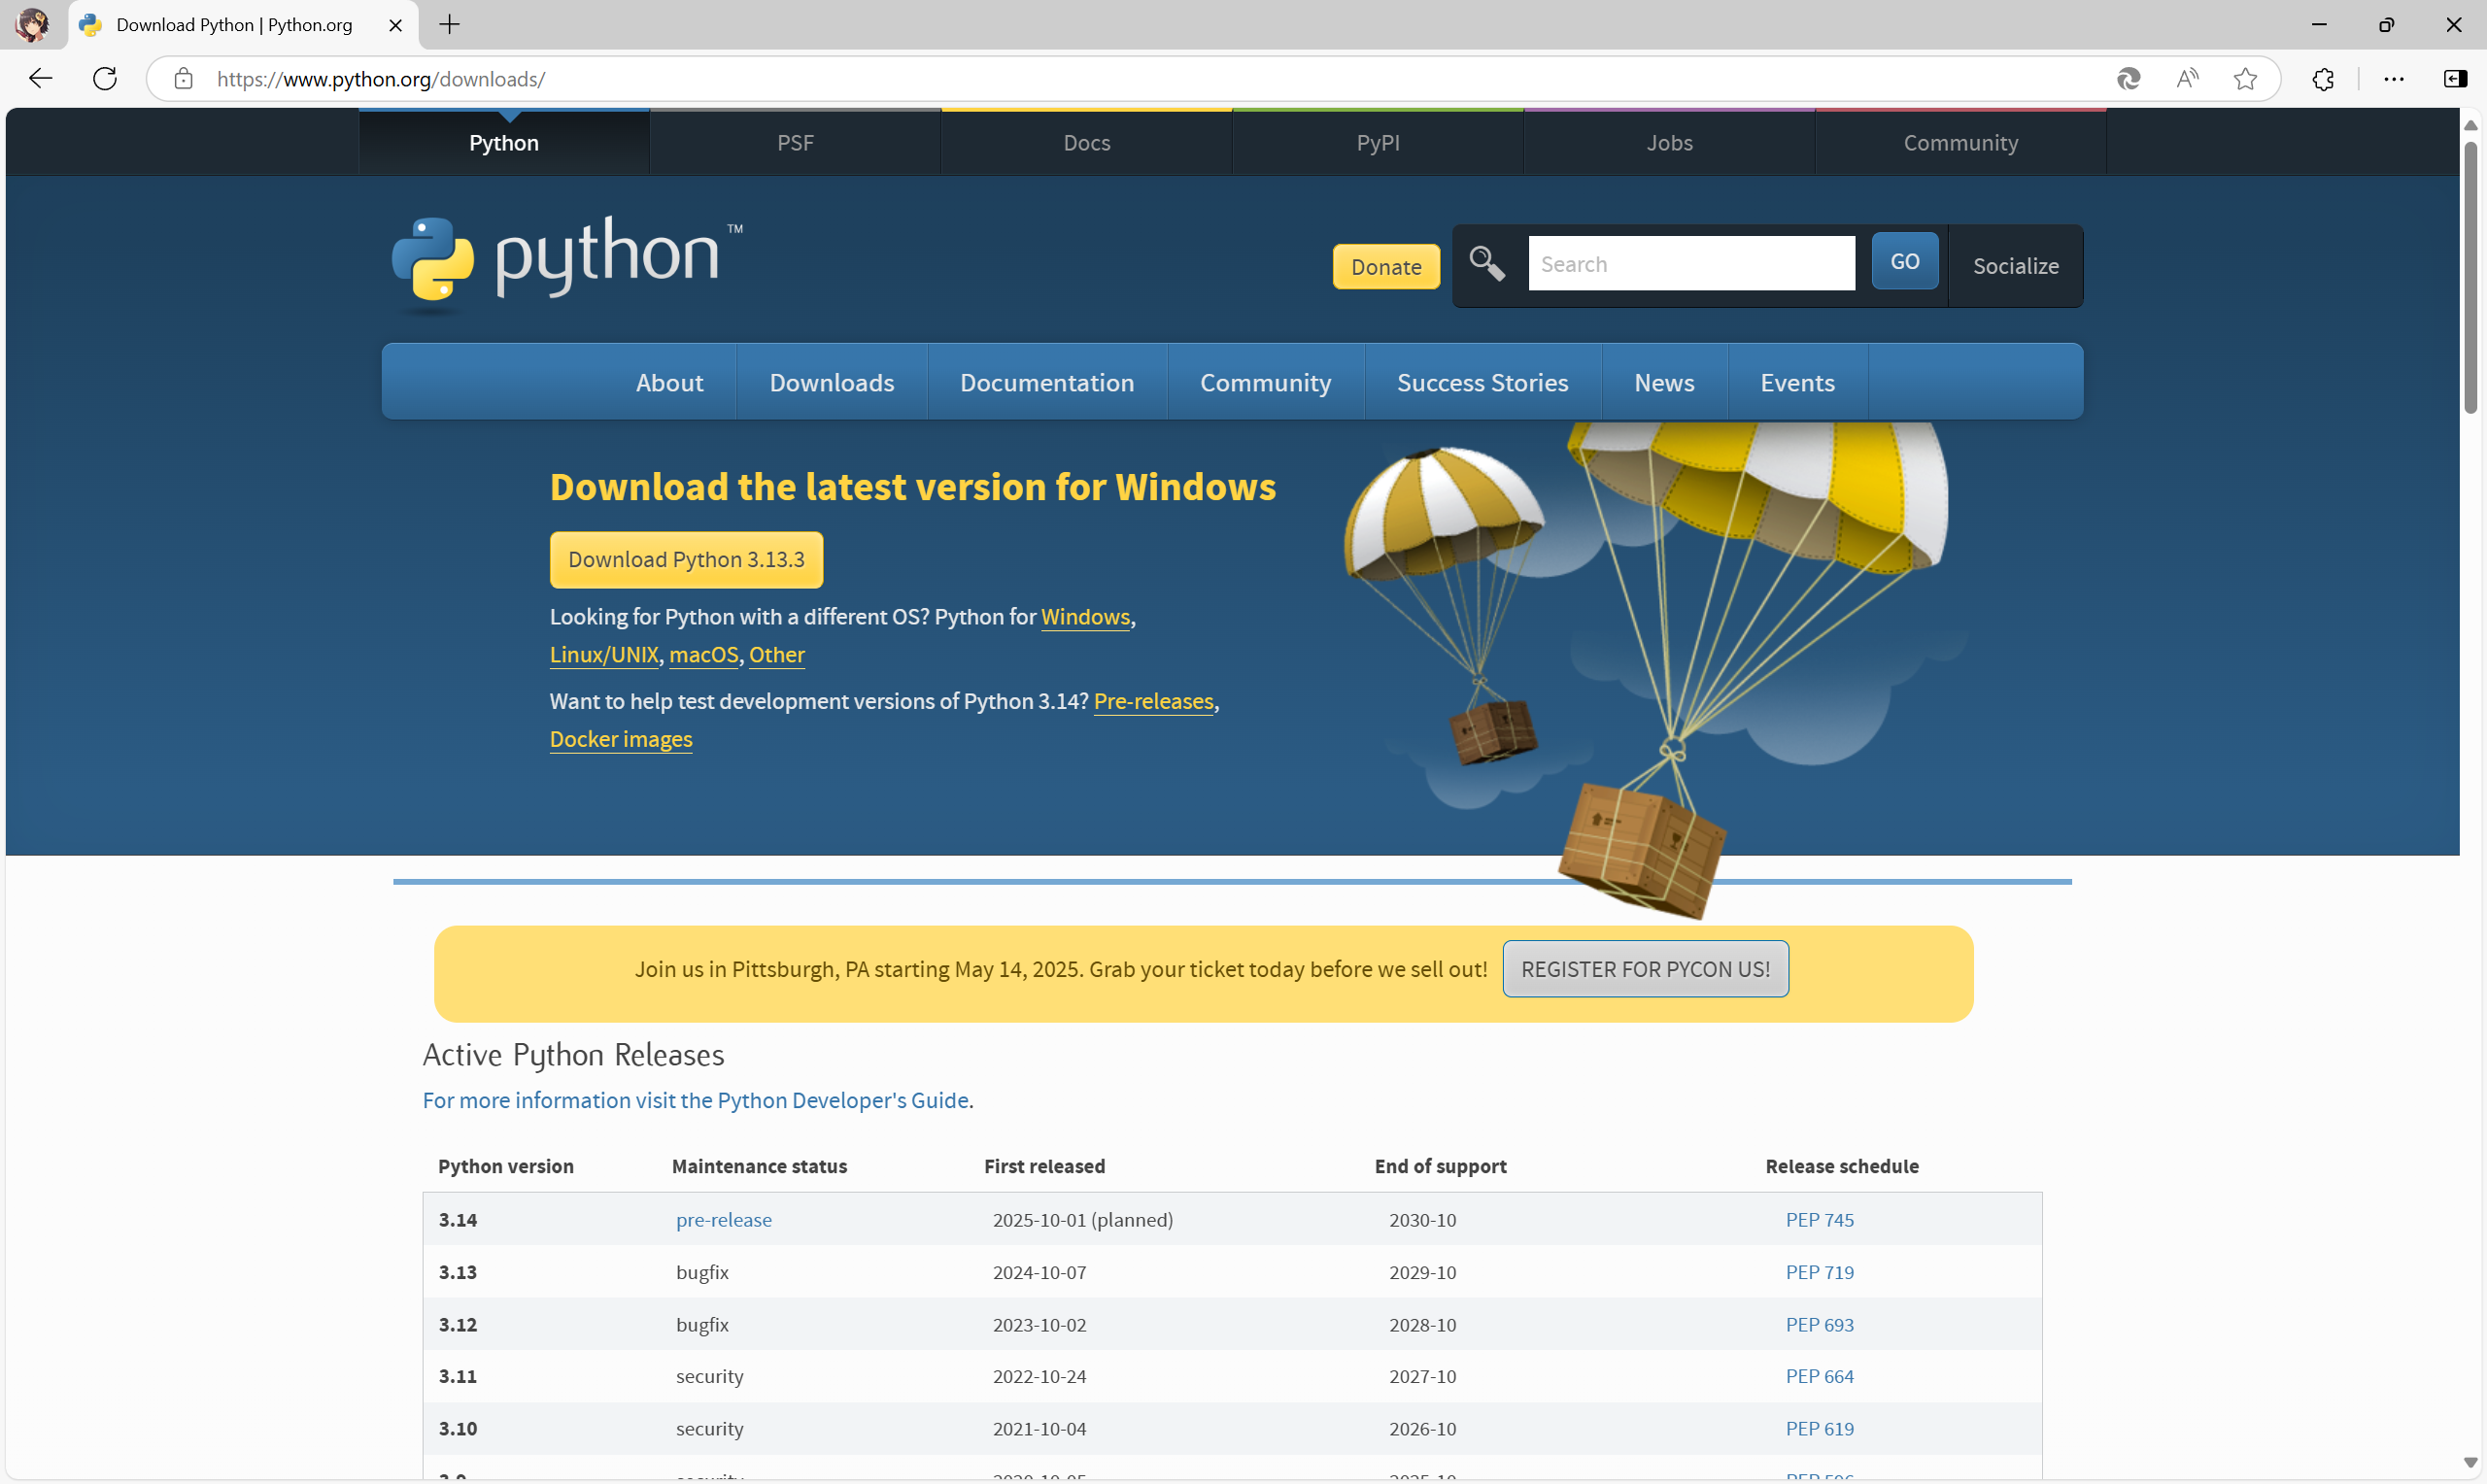 Download Python | Python.org
https://www.python.org/downloads/
Python
PSF
Docs
PyPI
Jobs
Community
python™
Donate
Search
GO
Socialize
About
Downloads
Documentation
Community
Success Stories
News
Events
Download the latest version for Windows
Download Python 3.13.3
Looking for Python with a different OS? Python for Windows,
Linux/UNIX, macOS, Other
Want to help test development versions of Python 3.14? Pre-releases,
Docker images
Join us in Pittsburgh, PA starting May 14, 2025. Grab your ticket today before we sell out! REGISTER FOR PYCON US!
Active Python Releases
For more information visit the Python Developer's Guide.
Python version Maintenance status First released End of support Release schedule
3.14 pre-release 2025-10-01 (planned) 2030-10 PEP 745
3.13 bugfix 2024-10-07 2029-10 PEP 719
3.12 bugfix 2023-10-02 2028-10 PEP 693
3.11 security 2022-10-24 2027-10 PEP 664
3.10 security 2021-10-04 2026-10 PEP 619